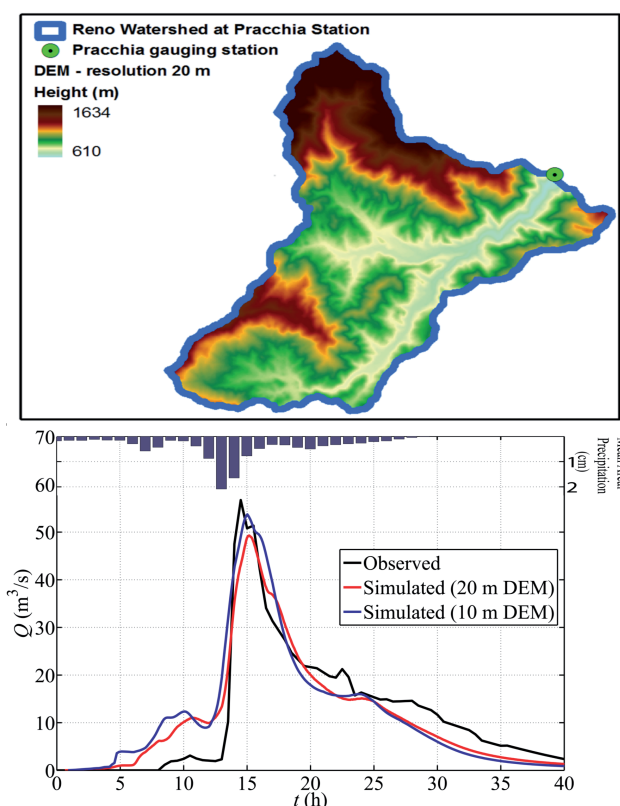 Reno Watershed at Pracchia Station
Pracchia gauging station
DEM - resolution 20 m
Height (m)
1634
610
70
60
50
40
30
20
10
0
Q (m³/s)
1
2
(cm)
Precipitation
Observed
Simulated (20 m DEM)
Simulated (10 m DEM)
0 5 10 15 20 25 30 35 40
t (h)